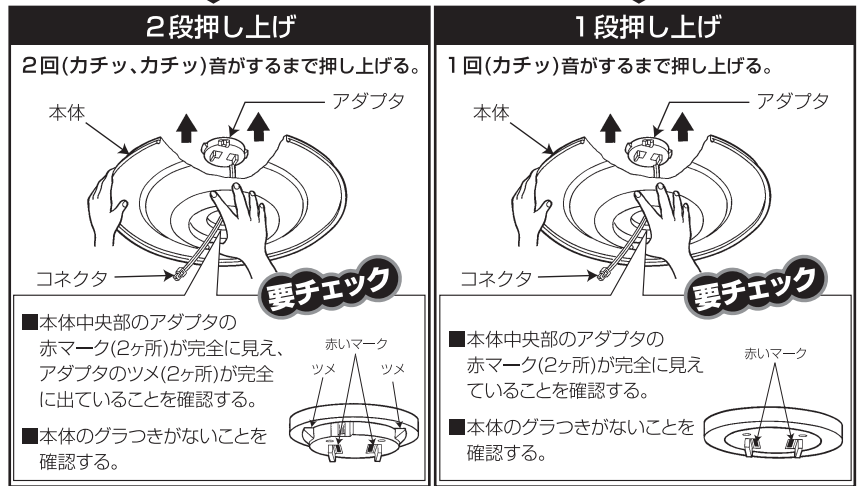 2段押し上げ
2回(カチッ、カチッ)音がするまで押し上げる。
本体
アダプタ
コネクタ
要チェック
■本体中央部のアダプタの
赤マーク(2ヶ所)が完全に見え、
アダプタのツメ(2ヶ所)が完全
に出ていることを確認する。
■本体のグラつきがないことを
確認する。
赤いマーク
ツメ
ツメ
1段押し上げ
1回(カチッ)音がするまで押し上げる。
本体
アダプタ
コネクタ
要チェック
■本体中央部のアダプタの
赤マーク(2ヶ所)が完全に見え
ていることを確認する。
■本体のグラつきがないことを
確認する。
赤いマーク